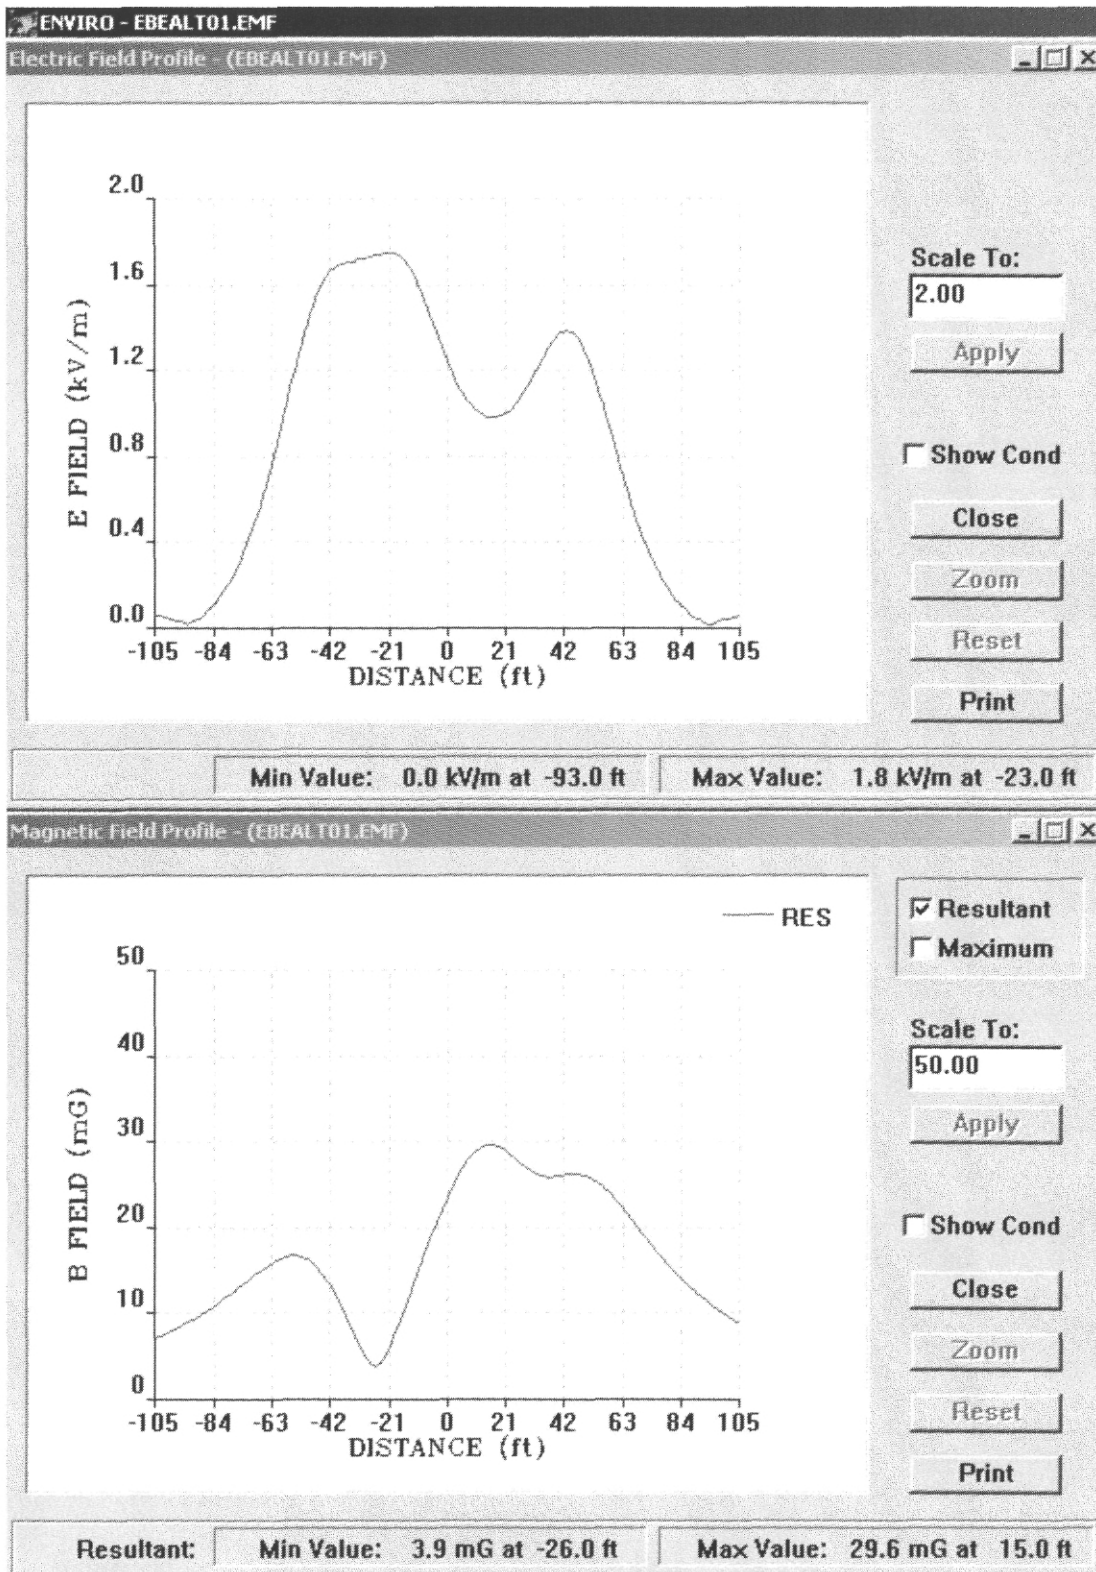 ENVIRO - EBEALT01.EMF
Electric Field Profile - (EBEALT01.EMF)
2.0
1.6
1.2
0.8
0.4
0.0
E FIELD (kV/m)
-105 -84 -63 -42 -21 0 21 42 63 84 105
DISTANCE (ft)
Scale To:
2.00
Apply
Show Cond
Close
Zoom
Reset
Print
Min Value: 0.0 kV/m at -93.0 ft Max Value: 1.8 kV/m at -23.0 ft
Magnetic Field Profile - (EBEALT01.EMF)
RES
50
40
30
20
10
0
B FIELD (mG)
-105 -84 -63 -42 -21 0 21 42 63 84 105
DISTANCE (ft)
Resultant
Maximum
Scale To:
50.00
Apply
Show Cond
Close
Zoom
Reset
Print
Resultant: Min Value: 3.9 mG at -26.0 ft Max Value: 29.6 mG at 15.0 ft